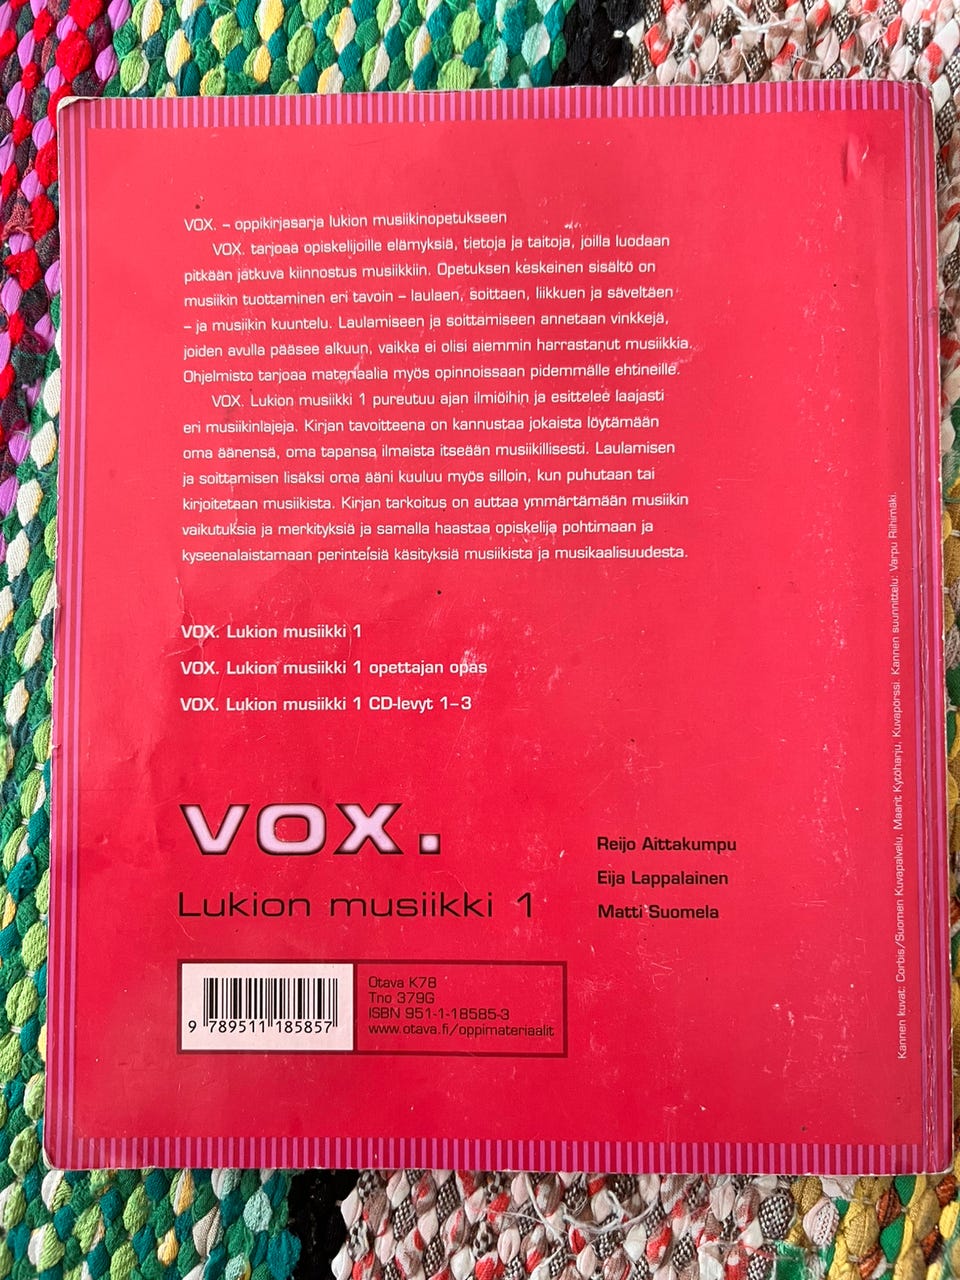 VOX. – oppikirjasarja lukion musiikinopetukseen
VOX. tarjoaa opiskelijoille elämyksiä, tietoja ja taitoja, joilla luodaan
pitkään jatkuva kiinnostus musiikkiin. Opetuksen keskeinen sisältö on
musiikin tuottaminen eri tavoin – laulaen, soittaen, liikkuen ja säveltäen
– ja musiikin kuuntelu. Laulamiseen ja soittamiseen annetaan vinkkejä,
joiden avulla pääsee alkuun, vaikka ei olisi aiemmin harrastanut musiikkia.
Ohjelmisto tarjoaa materiaalia myös opinnoissaan pidemmälle ehtineille.
VOX. Lukion musiikki 1 pureutuu ajan ilmiöihin ja esittelee laajasti
eri musiikinlajeja. Kirjan tavoitteena on kannustaa jokaista löytämään
oma äänensä, oma tapansa ilmaista itseään musiikillisesti. Laulamisen
ja soittamisen lisäksi oma ääni kuuluu myös silloin, kun puhutaan tai
kirjoitetaan musiikista. Kirjan tarkoitus on auttaa ymmärtämään musiikin
vaikutuksia ja merkityksiä ja samalla haastaa opiskelija pohtimaan ja
kyseenalaistamaan perinteisiä käsityksiä musiikista ja musikaalisuudesta.
VOX. Lukion musiikki 1
VOX. Lukion musiikki 1 opettajan opas
VOX. Lukion musiikki 1 CD-levyt 1–3
VOX.
Lukion musiikki 1
Reijo Aittakumpu
Eija Lappalainen
Matti Suomela
9 789511 185857
Otava K78
Tno 379G
ISBN 951-1-18585-3
www.otava.fi/oppimateriaalit
Kannen kuvat: Corbis/Suomen Kuvapalvelu, Maarit Kytöharju, Kuvapörssi. Kannen suunnittelu: Varpu Riihimäki.